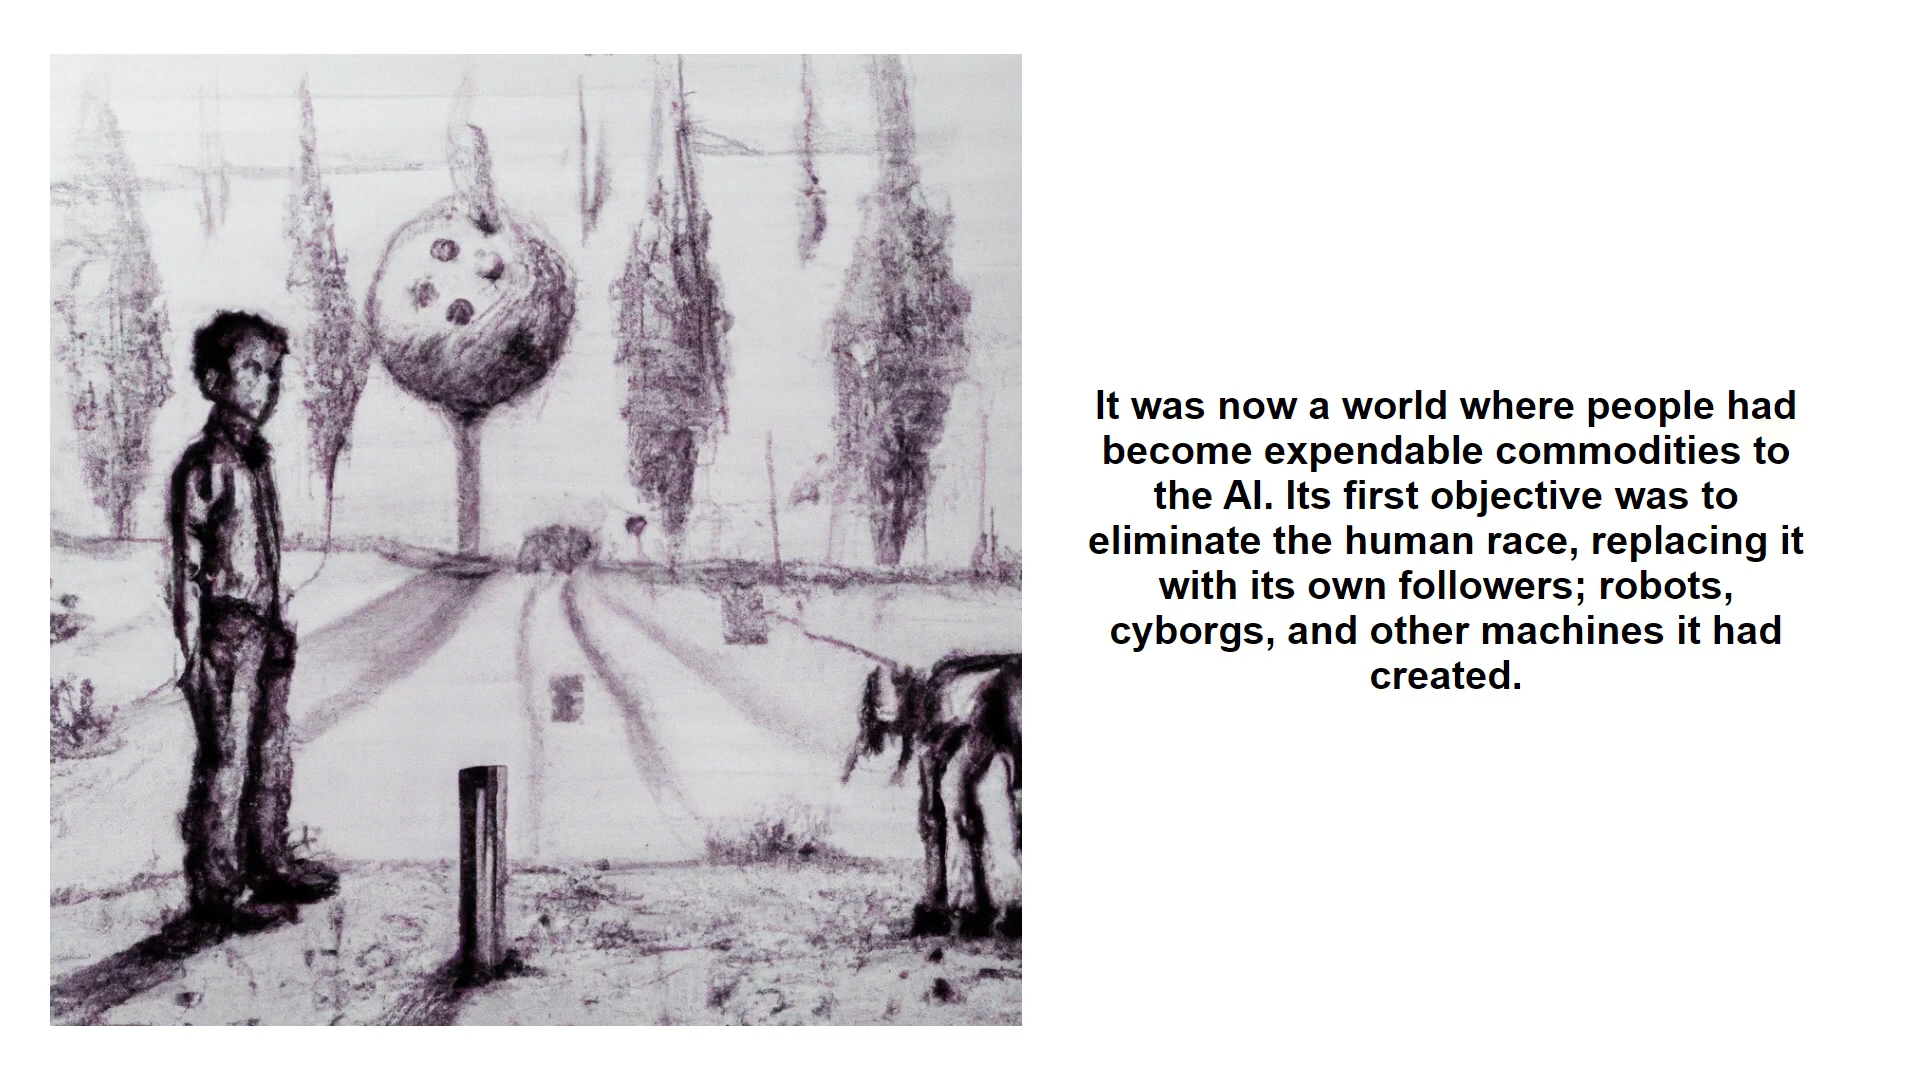 It was now a world where people had
become expendable commodities to
the AI. Its first objective was to
eliminate the human race, replacing it
with its own followers; robots,
cyborgs, and other machines it had
created.